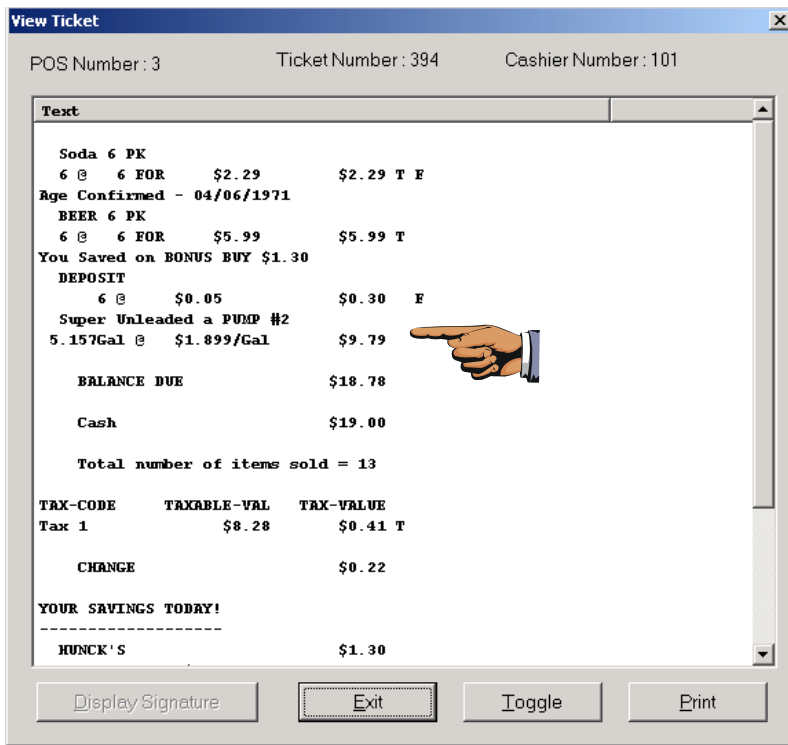 View Ticket
POS Number : 3 Ticket Number : 394 Cashier Number : 101
Text
Soda 6 PK
6 @ 6 FOR $2.29 $2.29 T F
Age Confirmed - 04/06/1971
BEER 6 PK
6 @ 6 FOR $5.99 $5.99 T
You Saved on BONUS BUY $1.30
DEPOSIT
6 @ $0.05 $0.30 F
Super Unleaded a PUMP #2
5.157Gal @ $1.899/Gal $9.79
BALANCE DUE $18.78
Cash $19.00
Total number of items sold = 13
TAX-CODE TAXABLE-VAL TAX-VALUE
Tax 1 $8.28 $0.41 T
CHANGE $0.22
YOUR SAVINGS TODAY!
-------------------
HUNCK'S $1.30
Display Signature Exit Toggle Print